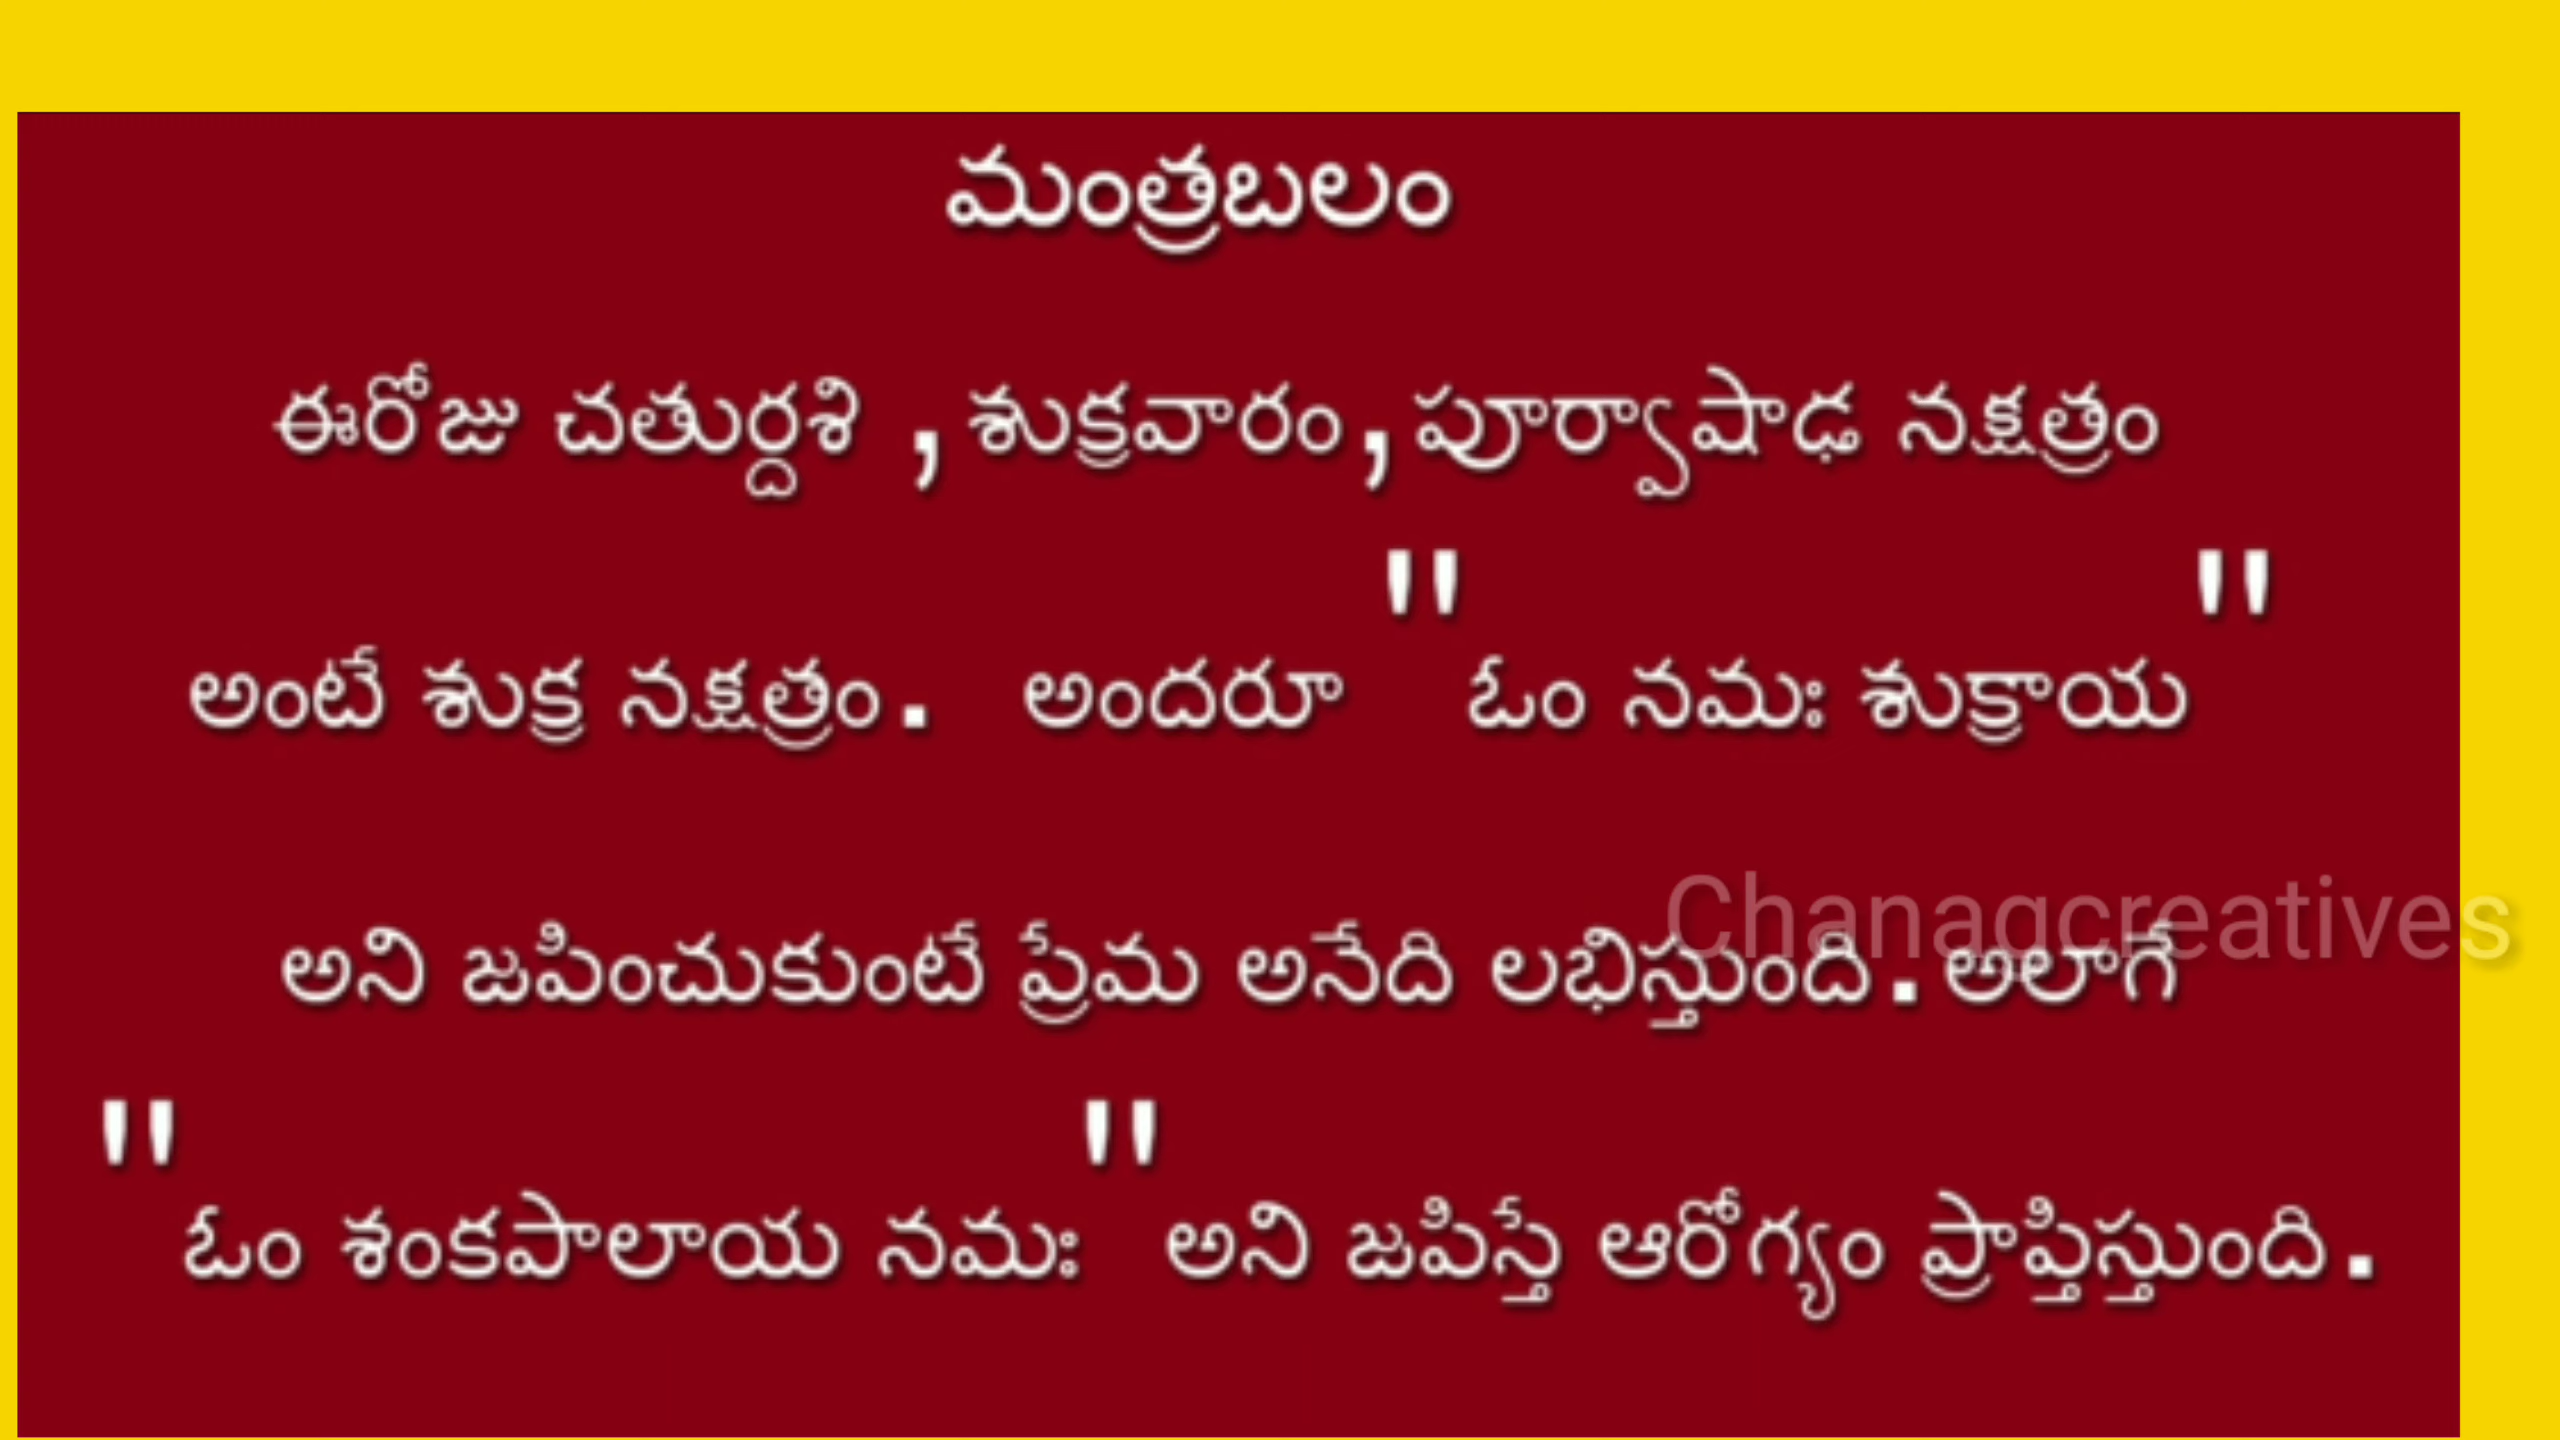 మంత్రబలం
ఈరోజు చతుర్దశి ,శుక్రవారం,పూర్వాషాఢ నక్షత్రం
అంటే శుక్ర నక్షత్రం. అందరూ "ఓం నమః శుక్రాయ"
Chanagcreatives
అని జపించుకుంటే ప్రేమ అనేది లభిస్తుంది.అలాగే
"ఓం శంకపాలాయ నమః"అని జపిస్తే ఆరోగ్యం ప్రాప్తిస్తుంది.